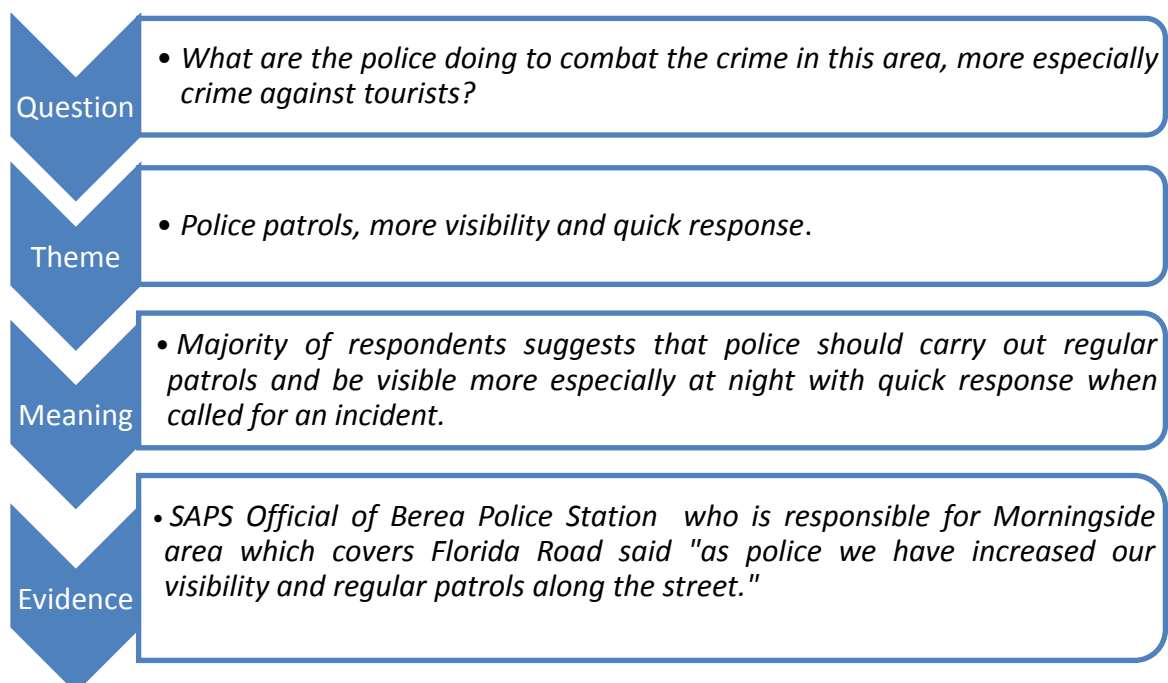 Question
• What are the police doing to combat the crime in this area, more especially
crime against tourists?
Theme
• Police patrols, more visibility and quick response.
Meaning
• Majority of respondents suggests that police should carry out regular
patrols and be visible more especially at night with quick response when
called for an incident.
Evidence
• SAPS Official of Berea Police Station who is responsible for Morningside
area which covers Florida Road said "as police we have increased our
visibility and regular patrols along the street."